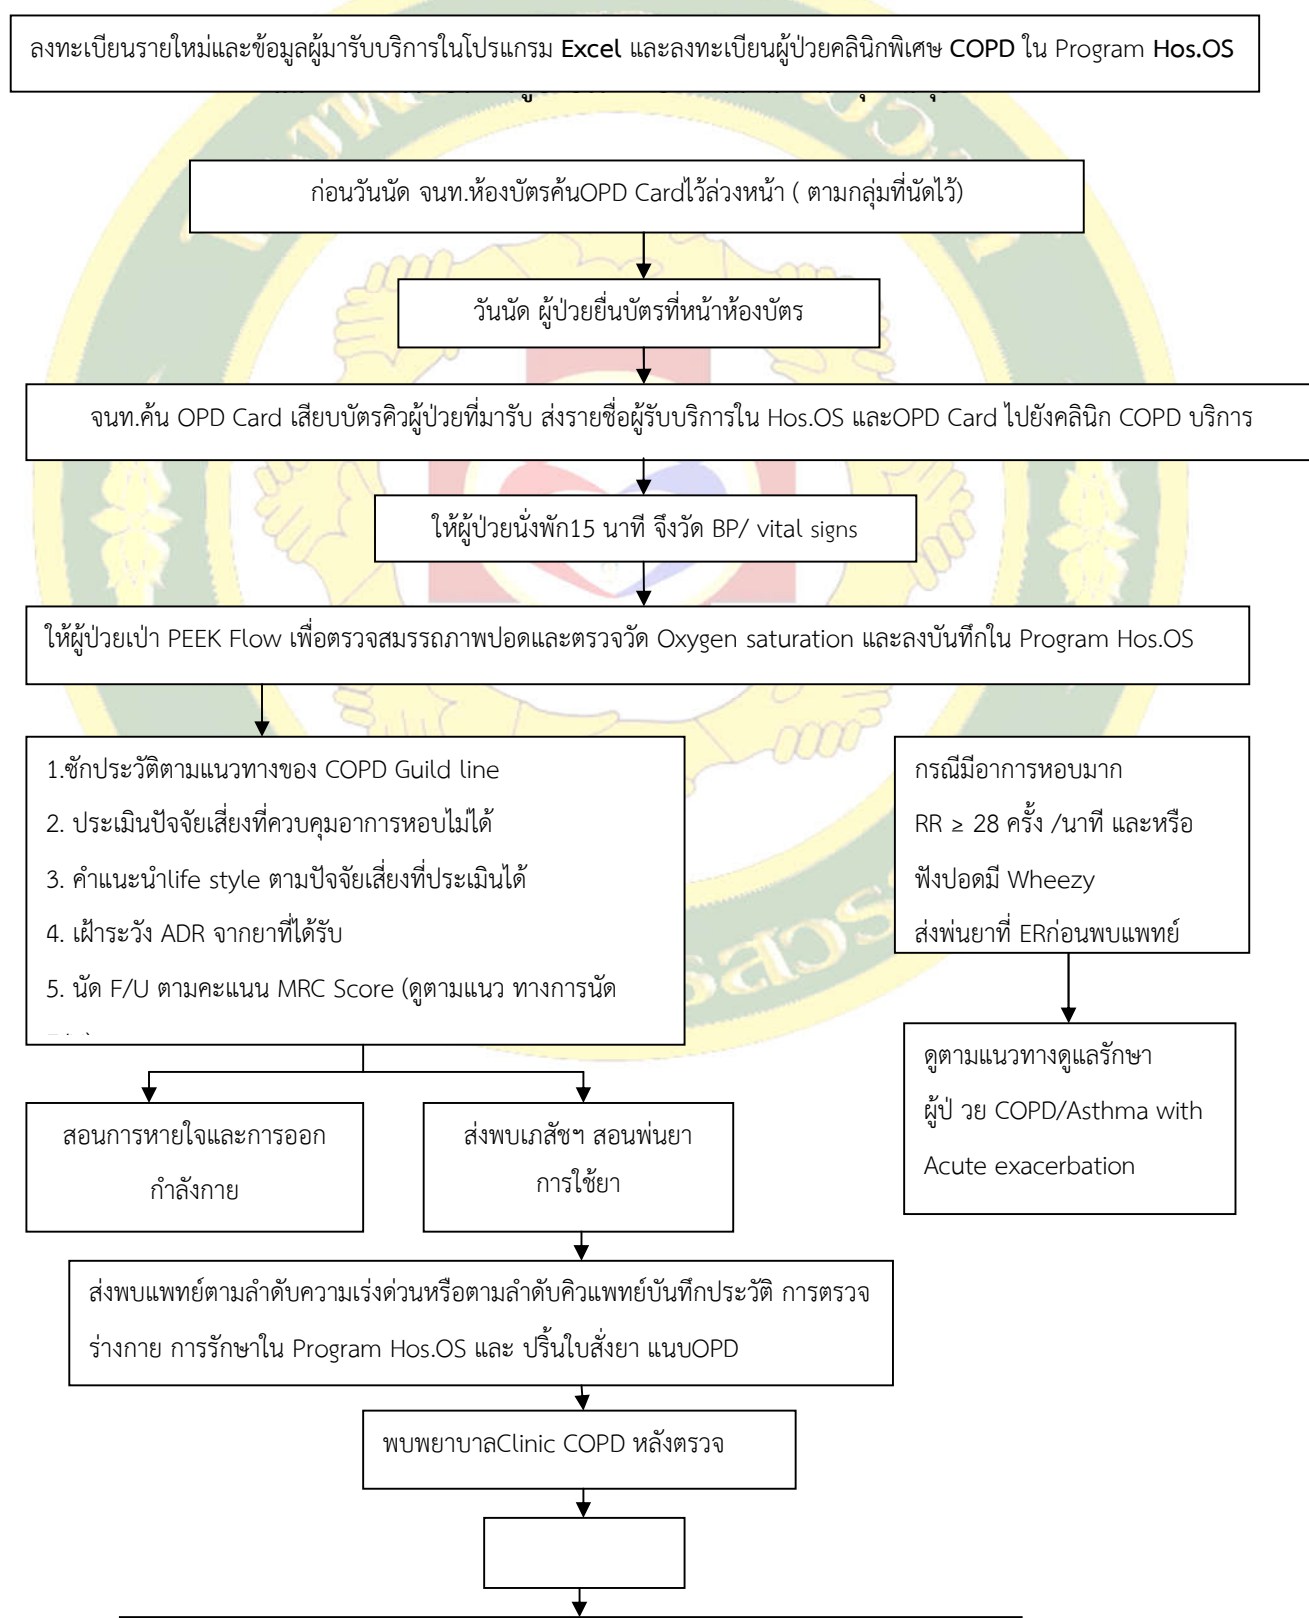 ลงทะเบียนรายใหม่และข้อมูลผู้มารับบริการในโปรแกรม Excel และลงทะเบียนผู้ป่วยคลินิกพิเศษ COPD ใน Program Hos.OS
ก่อนวันนัด จนท.ห้องบัตรค้นOPD Cardไว้ล่วงหน้า ( ตามกลุ่มที่นัดไว้)
วันนัด ผู้ป่วยยื่นบัตรที่หน้าห้องบัตร
จนท.ค้น OPD Card เสียบบัตรคิวผู้ป่วยที่มารับ ส่งรายชื่อผู้รับบริการใน Hos.OS และOPD Card ไปยังคลินิก COPD บริการ
ให้ผู้ป่วยนั่งพัก15 นาที จึงวัด BP/ vital signs
ให้ผู้ป่วยเป่า PEEK Flow เพื่อตรวจสมรรถภาพปอดและตรวจวัด Oxygen saturation และลงบันทึกใน Program Hos.OS
1.ซักประวัติตามแนวทางของ COPD Guild line
2. ประเมินปัจจัยเสี่ยงที่ควบคุมอาการหอบไม่ได้
3. คำแนะนำlife style ตามปัจจัยเสี่ยงที่ประเมินได้
4. เฝ้าระวัง ADR จากยาที่ได้รับ
5. นัด F/U ตามคะแนน MRC Score (ดูตามแนว ทางการนัด
กรณีมีอาการหอบมาก
RR ≥ 28 ครั้ง /นาที และหรือ
ฟังปอดมี Wheezy
ส่งพ่นยาที่ ERก่อนพบแพทย์
ดูตามแนวทางดูแลรักษา
ผู้ป่ วย COPD/Asthma with
Acute exacerbation
สอนการหายใจและการออก
กำลังกาย
ส่งพบเภสัชฯ สอนพ่นยา
การใช้ยา
ส่งพบแพทย์ตามลำดับความเร่งด่วนหรือตามลำดับคิวแพทย์บันทึกประวัติ การตรวจ
ร่างกาย การรักษาใน Program Hos.OS และ ปริ้นใบสั่งยา แนบOPD
พบพยาบาลClinic COPD หลังตรวจ